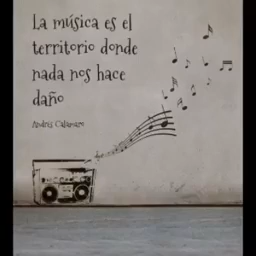 La música es el
territorio donde
nada nos hace
daño
Andrés Calamaro